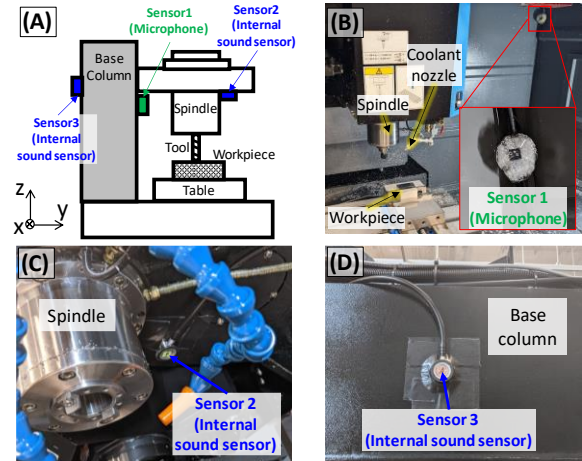 (A)
Sensor1
(Microphone)
Sensor2
(Internal
sound sensor)
Base
Column
Sensor3
(Internal
sound sensor)
Spindle
Tool
Workpiece
Table
z
x
y
(B)
Coolant
nozzle
Spindle
Workpiece
Sensor 1
(Microphone)
(C)
Spindle
Sensor 2
(Internal
sound sensor)
(D)
Base
column
Sensor 3
(Internal sound sensor)